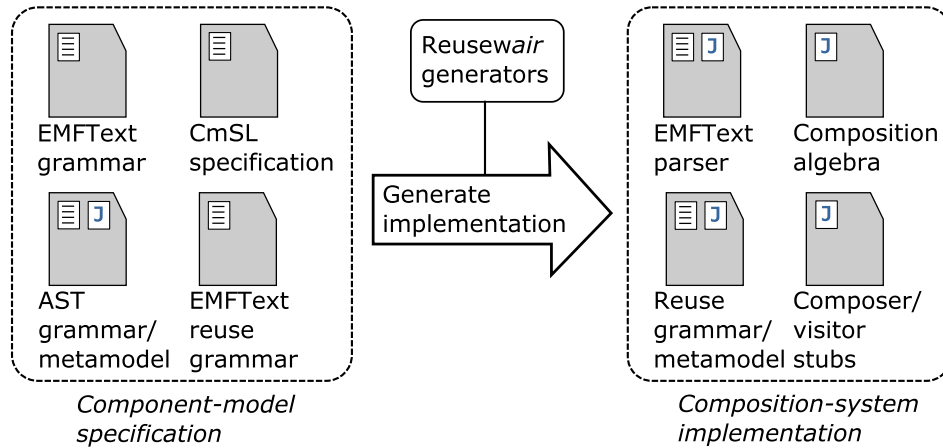 EMFText
grammar
CmSL
specification
AST
grammar/
metamodel
EMFText
reuse
grammar
Component-model
specification
Reusewair
generators
Generate
implementation
EMFText
parser
Composition
algebra
Reuse
grammar/
metamodel
Composer/
visitor
stubs
Composition-system
implementation
J
J
J
J
J